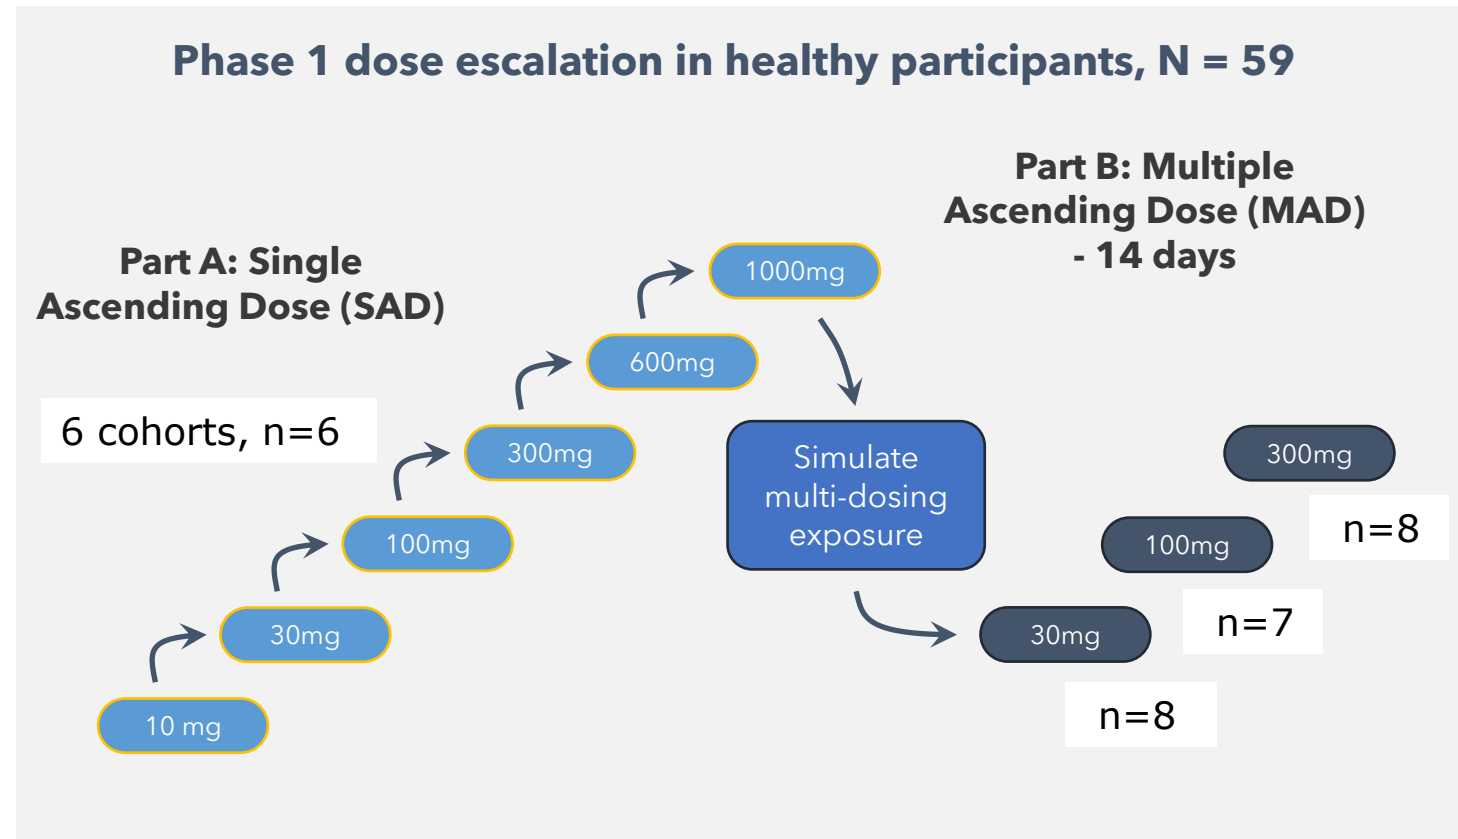 Phase 1 dose escalation in healthy participants, N = 59
Part A: Single
Ascending Dose (SAD)
6 cohorts, n=6
10 mg
30mg
100mg
300mg
600mg
1000mg
Simulate
multi-dosing
exposure
Part B: Multiple
Ascending Dose (MAD)
- 14 days
30mg
n=8
100mg
n=7
300mg
n=8